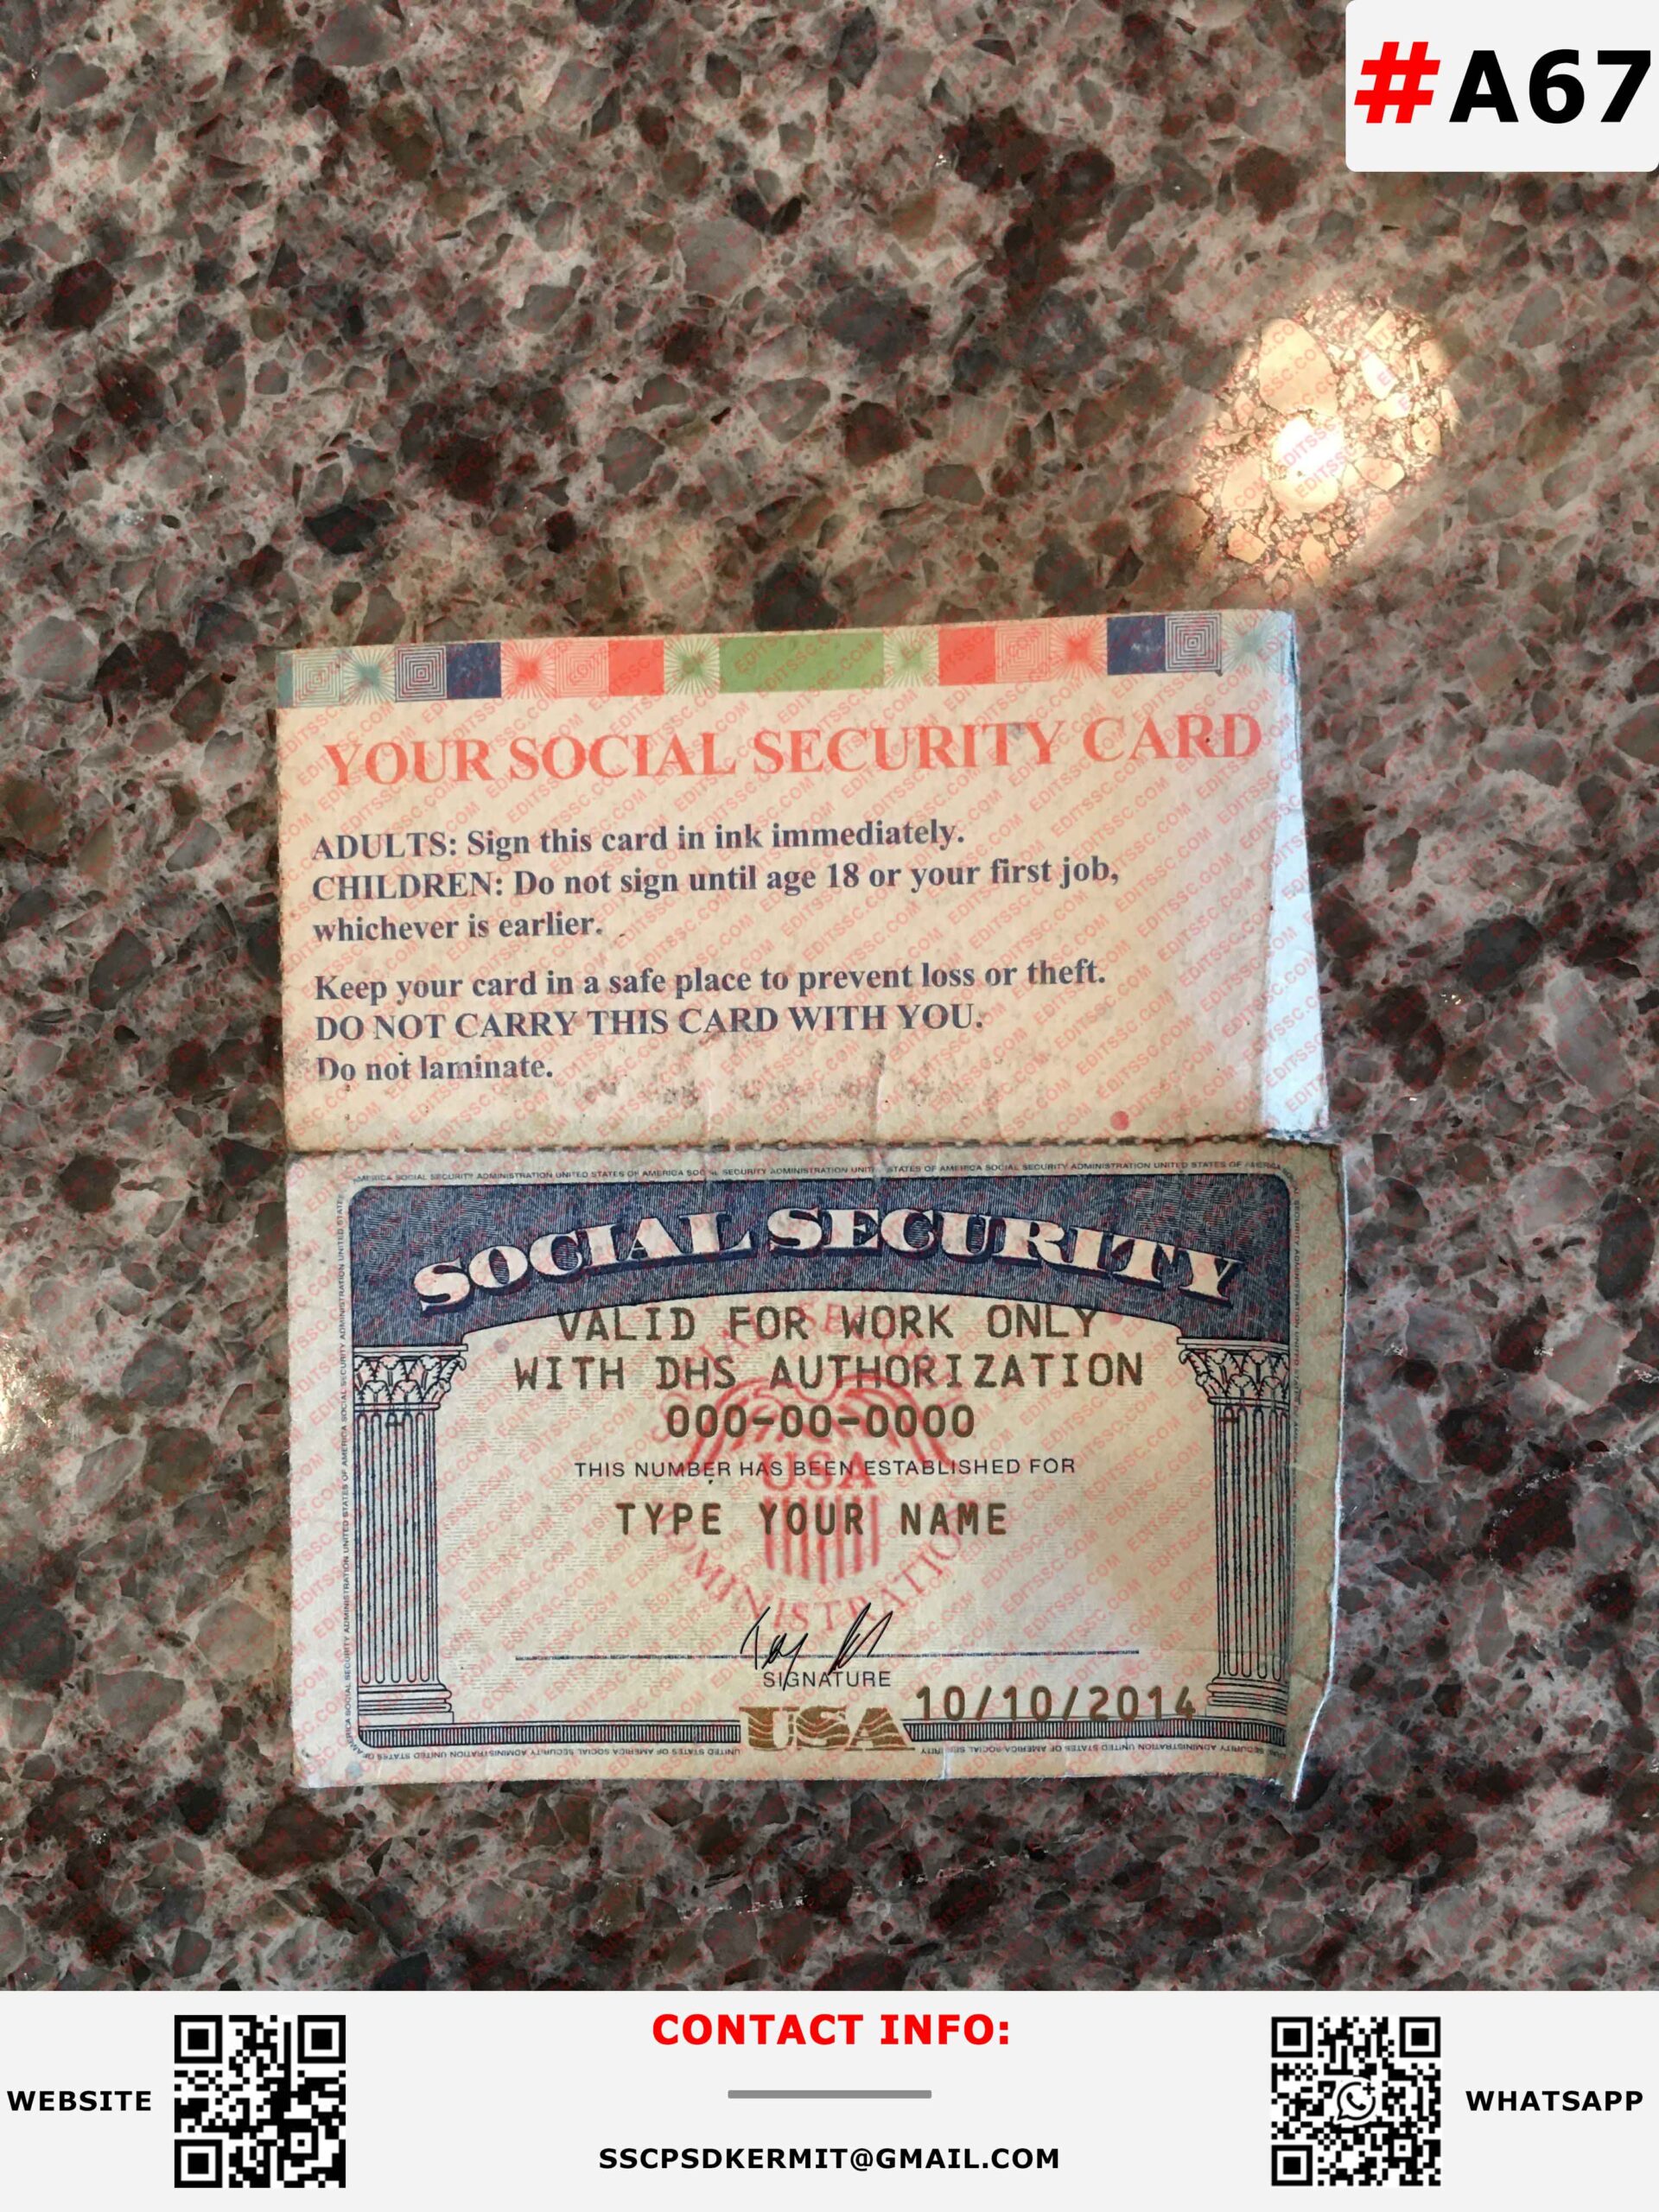 #A67
YOUR SOCIAL SECURITY CARD
ADULTS: Sign this card in ink immediately.
CHILDREN: Do not sign until age 18 or your first job,
whichever is earlier.
Keep your card in a safe place to prevent loss or theft.
DO NOT CARRY THIS CARD WITH YOU.
Do not laminate.
SOCIAL SECURITY
VALID FOR WORK ONLY
WITH DHS AUTHORIZATION
000-00-0000
THIS NUMBER HAS BEEN ESTABLISHED FOR
USA
TYPE YOUR NAME
SIGNATURE
10/10/2014
USA
CONTACT INFO:
WEBSITE
WHATSAPP
SSCPSDKERMIT@GMAIL.COM
EDITSSC.COM